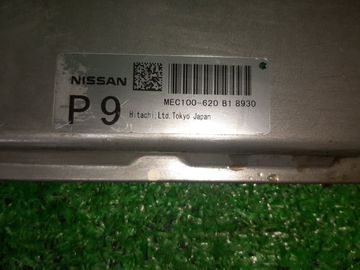 NISSAN
MEC100-620 B1 8930
P9
Hitachi,Ltd.Tokyo Japan